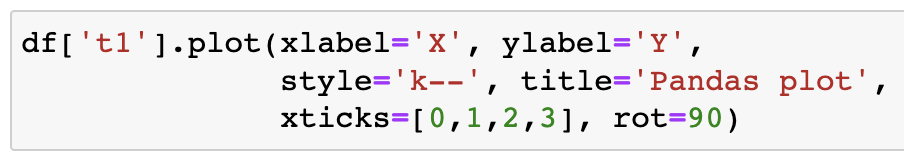 df['t1'].plot(xlabel='X', ylabel='Y',
              style='k--', title='Pandas plot',
              xticks=[0,1,2,3], rot=90)